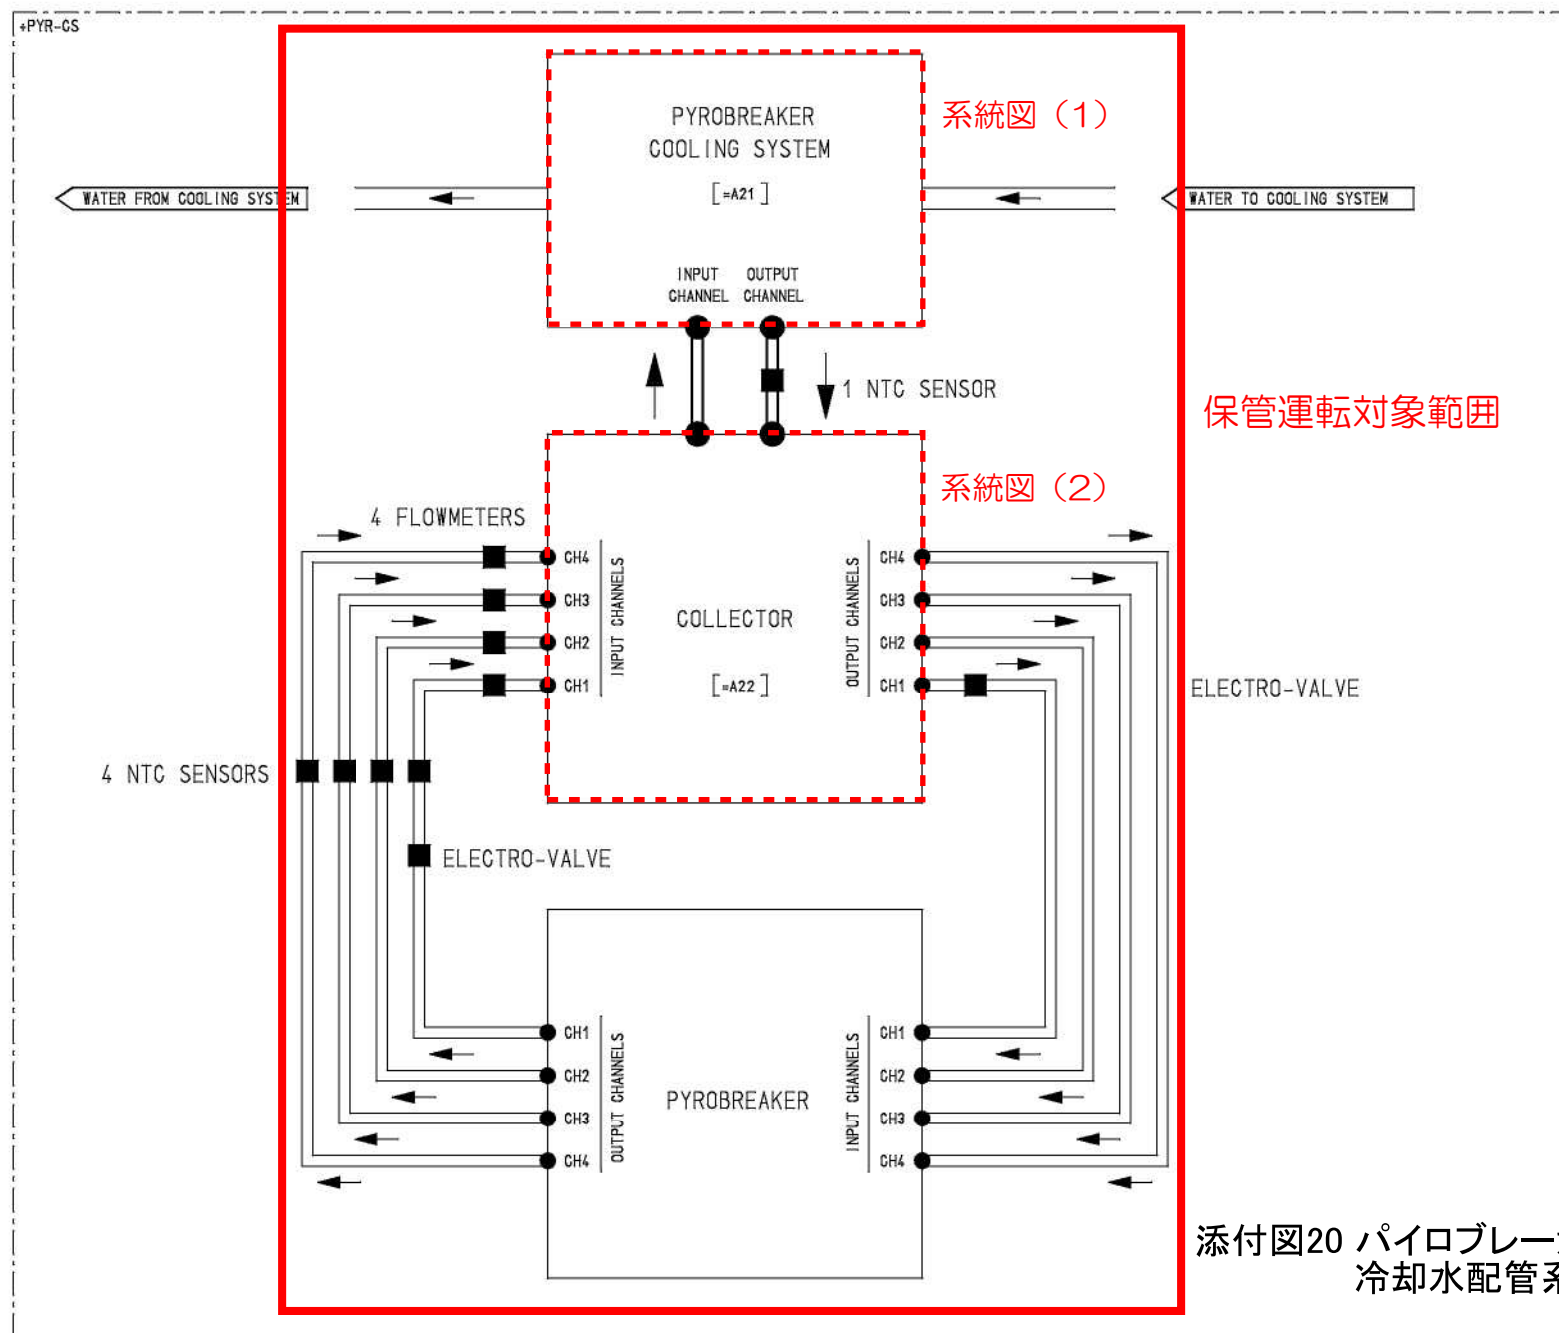 +PYR-CS
PYROBREAKER
COOLING SYSTEM
[=A21]
系統図（1）
WATER FROM COOLING SYSTEM
WATER TO COOLING SYSTEM
INPUT
CHANNEL
OUTPUT
CHANNEL
1 NTC SENSOR
保管運転対象範囲
系統図（2）
4 FLOWMETERS
CH4
CH3
CH2
CH1
INPUT CHANNELS
COLLECTOR
[=A22]
OUTPUT CHANNELS
CH4
CH3
CH2
CH1
ELECTRO-VALVE
4 NTC SENSORS
ELECTRO-VALVE
CH1
CH2
CH3
CH4
OUTPUT CHANNELS
PYROBREAKER
INPUT CHANNELS
CH1
CH2
CH3
CH4
添付図20 パイロブレー
冷却水配管系